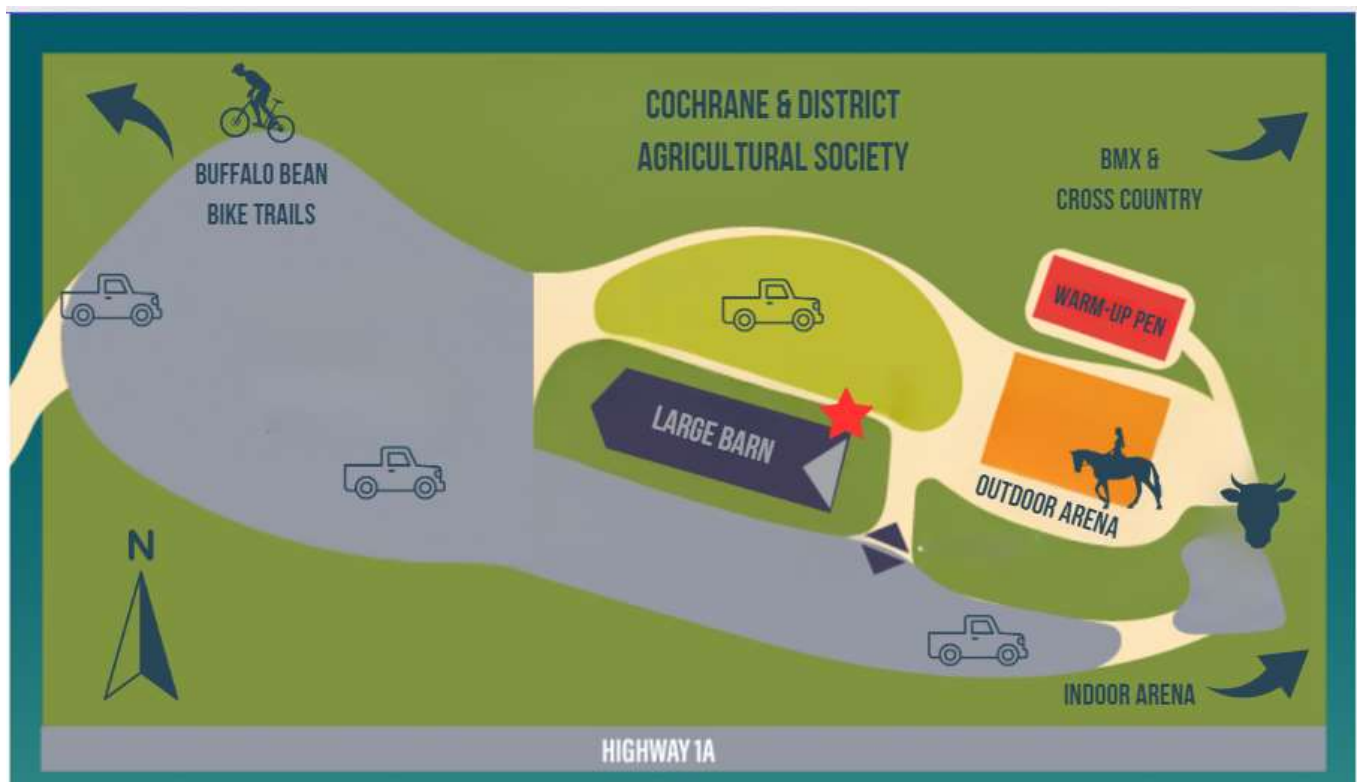 COCHRANE & DISTRICT
AGRICULTURAL SOCIETY
BUFFALO BEAN
BIKE TRAILS
BMX &
CROSS COUNTRY
WARM-UP PEN
LARGE BARN
OUTDOOR ARENA
N
INDOOR ARENA
HIGHWAY 1A